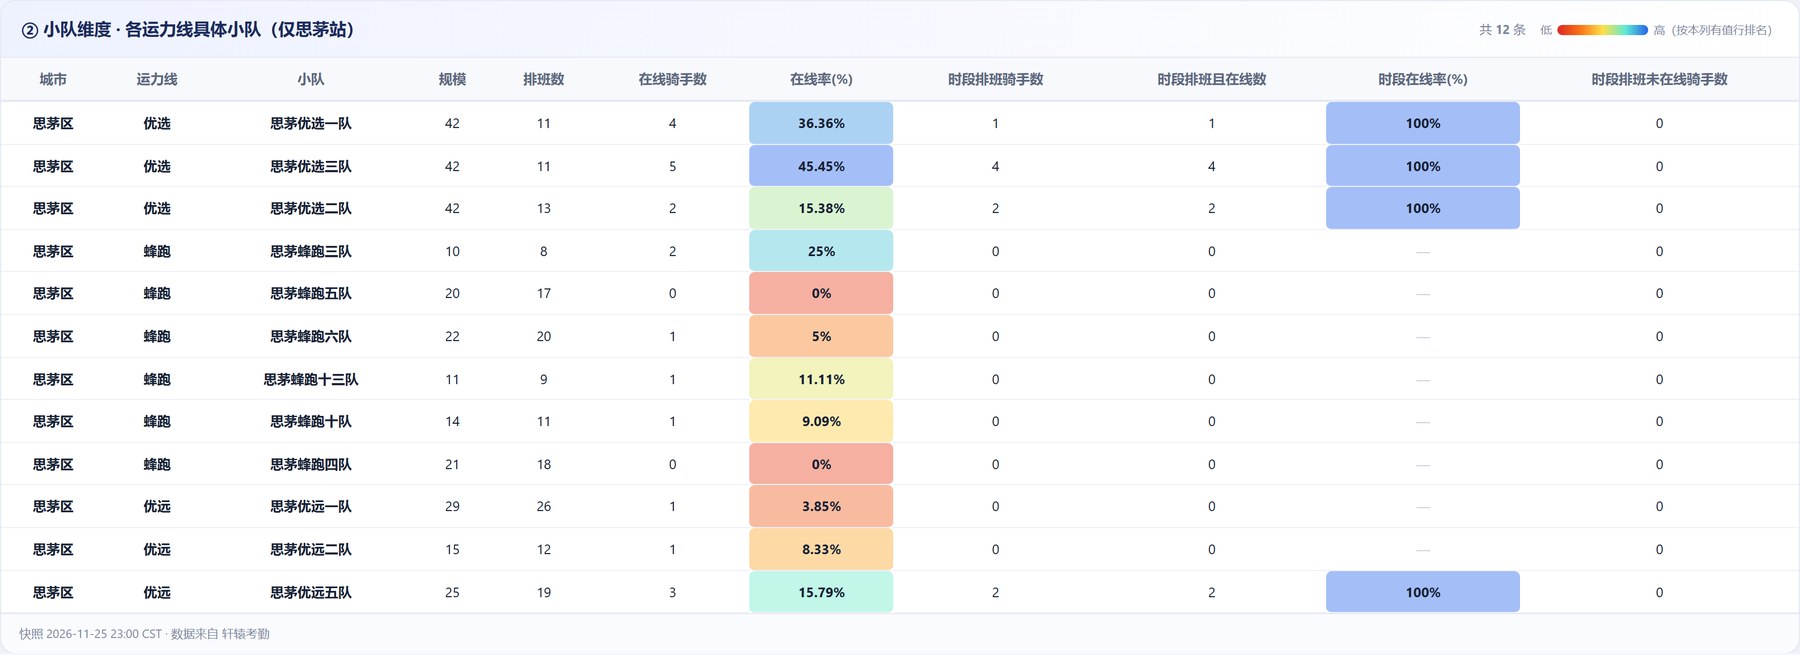 ② 小队维度 · 各运力线具体小队（仅思茅站）
共 12 条 低 高 (按本列有值行排名)
城市 运力线 小队 规模 排班数 在线骑手数 在线率(%) 时段排班骑手数 时段排班且在线数 时段在线率(%) 时段排班未在线骑手数
思茅区 优选 思茅优选一队 42 11 4 36.36% 1 1 100% 0
思茅区 优选 思茅优选三队 42 11 5 45.45% 4 4 100% 0
思茅区 优选 思茅优选二队 42 13 2 15.38% 2 2 100% 0
思茅区 蜂跑 思茅蜂跑三队 10 8 2 25% 0 0 — 0
思茅区 蜂跑 思茅蜂跑五队 20 17 0 0% 0 0 — 0
思茅区 蜂跑 思茅蜂跑六队 22 20 1 5% 0 0 — 0
思茅区 蜂跑 思茅蜂跑十三队 11 9 1 11.11% 0 0 — 0
思茅区 蜂跑 思茅蜂跑十队 14 11 1 9.09% 0 0 — 0
思茅区 蜂跑 思茅蜂跑四队 21 18 0 0% 0 0 — 0
思茅区 优远 思茅优远一队 29 26 1 3.85% 0 0 — 0
思茅区 优远 思茅优远二队 15 12 1 8.33% 0 0 — 0
思茅区 优远 思茅优远五队 25 19 3 15.79% 2 2 100% 0
快照 2026-11-25 23:00 CST · 数据来自 轩辕考勤